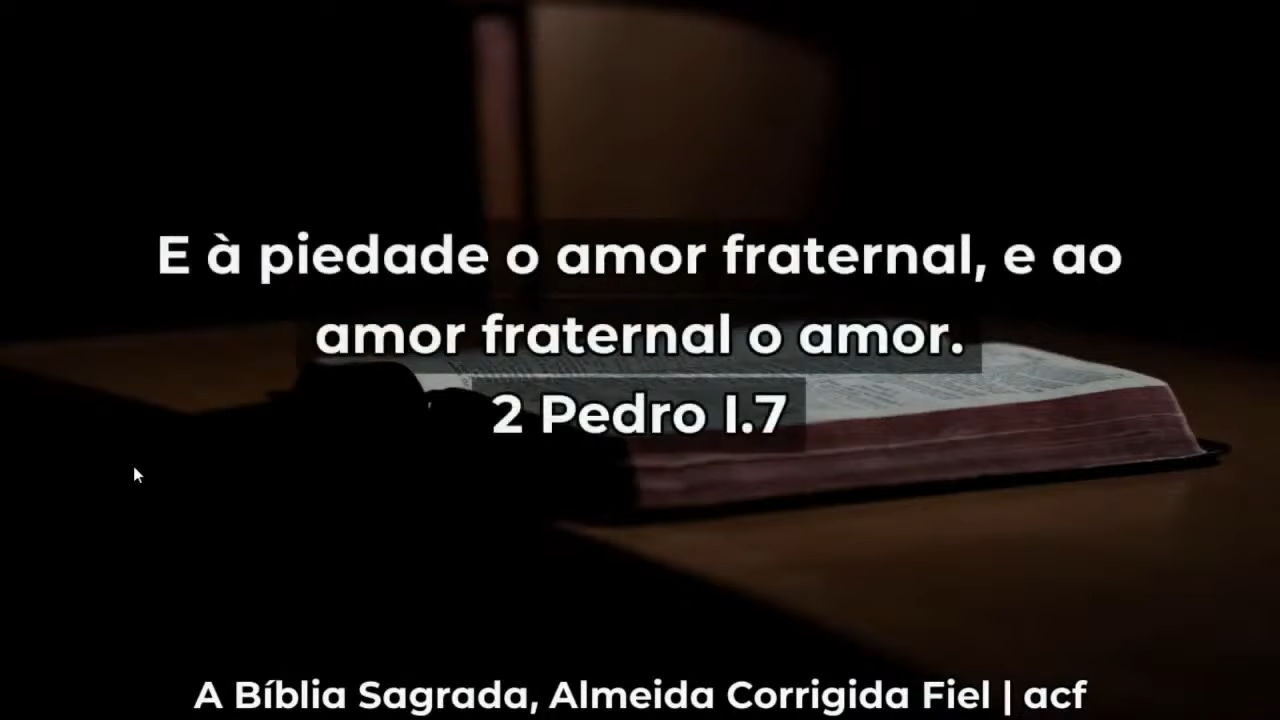 E à piedade o amor fraternal, e ao
amor fraternal o amor.
2 Pedro I.7
A Bíblia Sagrada, Almeida Corrigida Fiel | acf